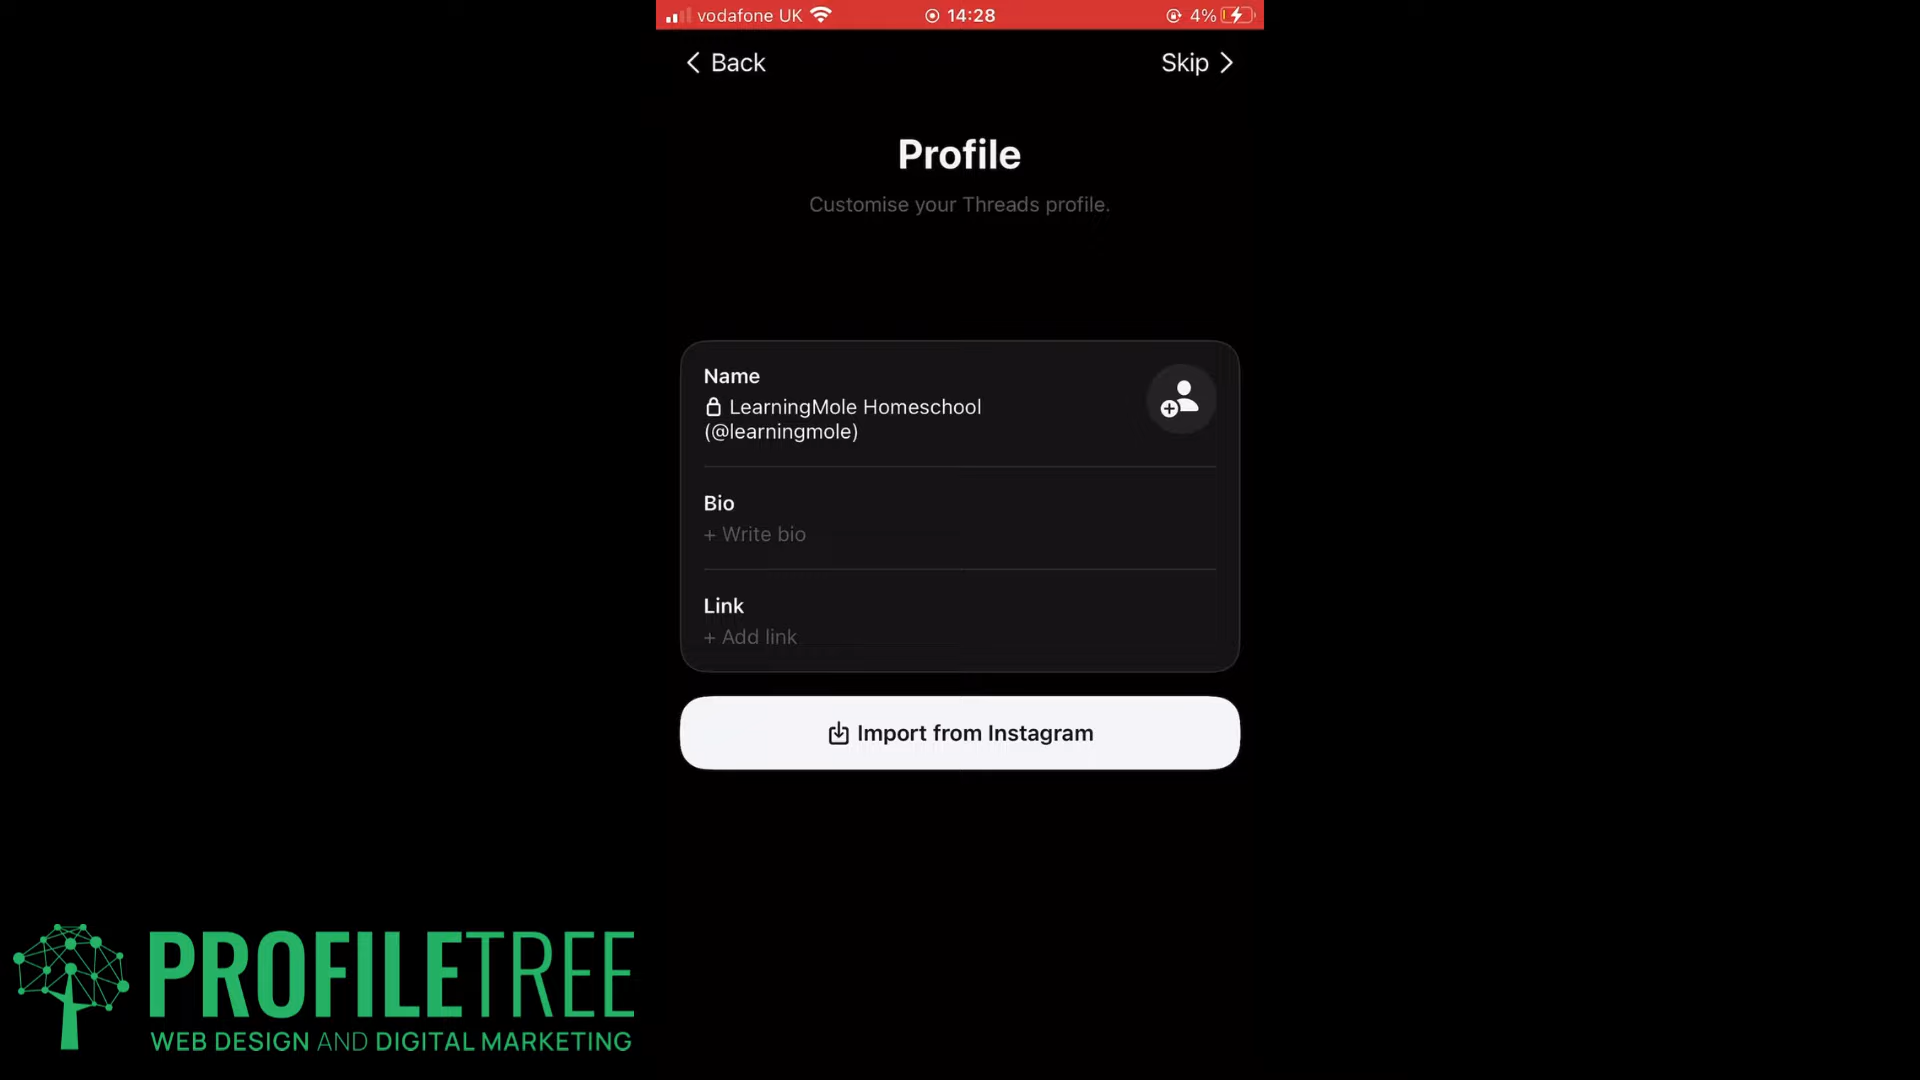 vodafone UK 14:28 4%
Back Skip
Profile
Customise your Threads profile.
Name
LearningMole Homeschool
(@learningmole)
Bio
+ Write bio
Link
+ Add link
Import from Instagram
PROFILETREE
WEB DESIGN AND DIGITAL MARKETING